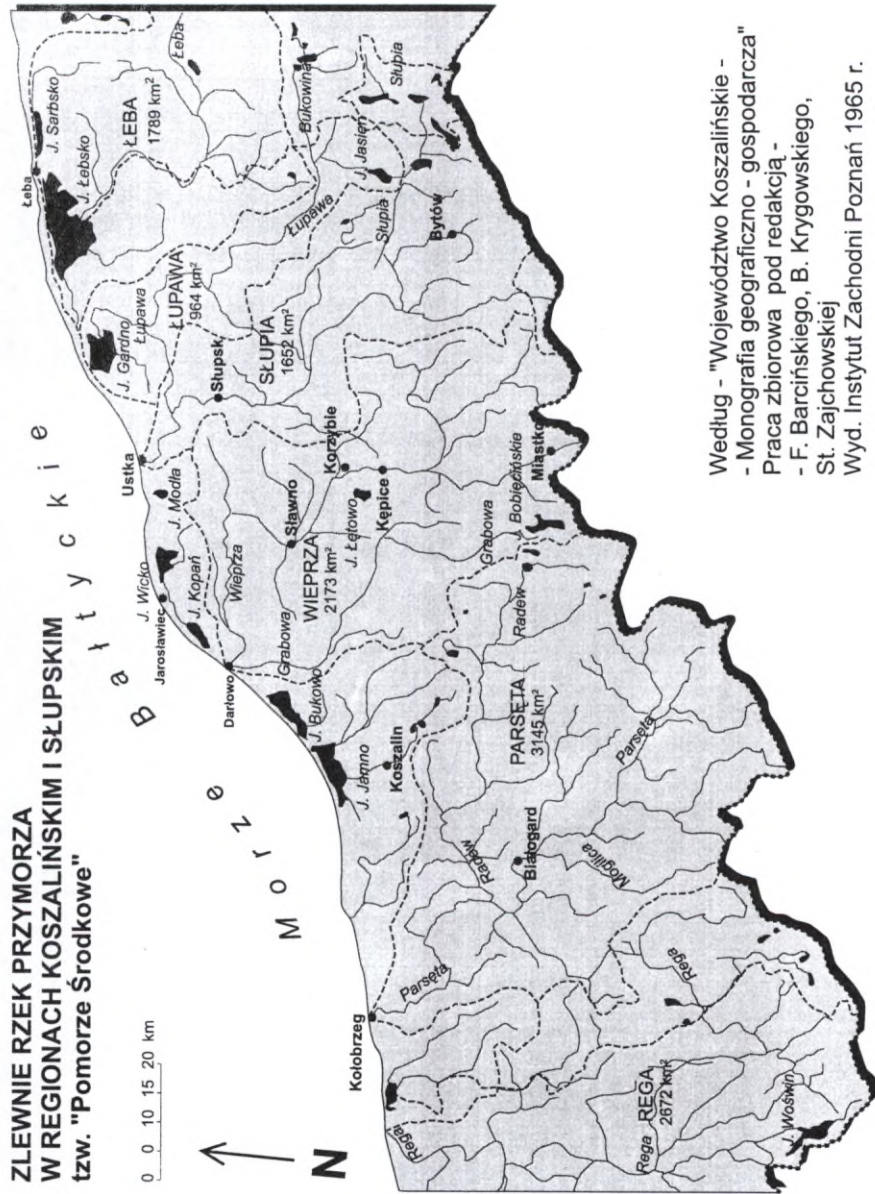 ZLEWNIE RZEK PRZYMORZA
W REGIONACH KOSZALIŃSKIM I SŁUPSKIM
tzw. "Pomorze Środkowe"
0 10 15 20 km
N
Morze Bałtyckie
Łeba
J. Sarbsko
J. Łebsko
ŁEBA
1789 km²
Łeba
J. Gardno
Łupawa
ŁUPAWA
964 km²
Bukowina
Łupawa
J. Jasień
Słupia
Słupia
Bytów
Ustka
J. Modła
Słupsk
SŁUPIA
1652 km²
J. Wicko
Jarosławiec
J. Kopań
Wieprza
Sławno
Korzybie
J. Łętowo
Kępice
WIEPRZA
2173 km²
Darłowo
Grabowa
J. Bukowo
Grabowa
Bobięcińskie
Miastko
Radew
J. Jamno
Koszalin
PARSĘTA
3145 km²
Parsęta
Radew
Białogard
Mogilica
Kołobrzeg
Parsęta
Rega
Rega
REGA
2672 km²
Rega
J. Woświn
Według - "Województwo Koszalińskie -
- Monografia geograficzno - gospodarcza"
Praca zbiorowa pod redakcją -
- F. Barcińskiego, B. Krygowskiego,
St. Zajchowskiej
Wyd. Instytut Zachodni Poznań 1965 r.